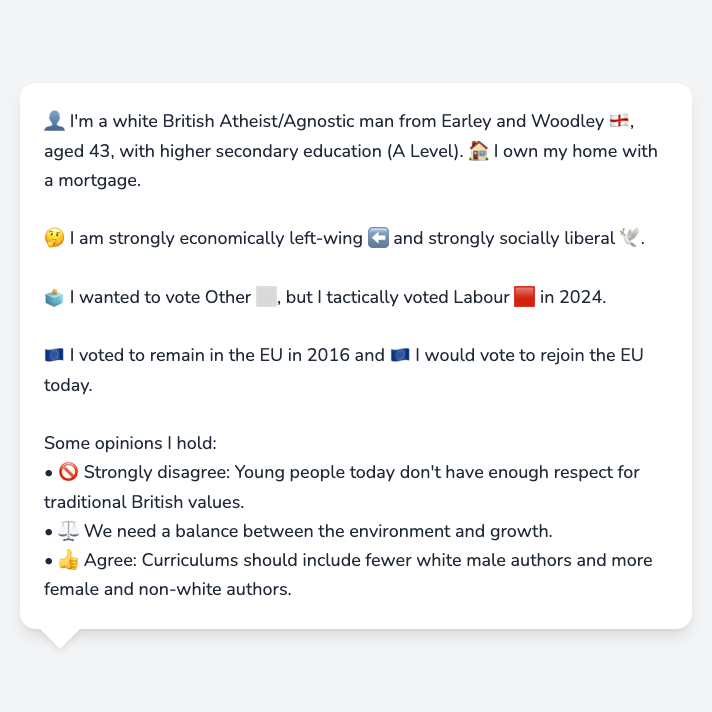 👤 I'm a white British Atheist/Agnostic man from Earley and Woodley 🏴󠁧󠁢󠁥󠁮󠁧󠁿,
aged 43, with higher secondary education (A Level). 🏠 I own my home with
a mortgage.
🤔 I am strongly economically left-wing ⬅️ and strongly socially liberal 🕊️.
🗳️ I wanted to vote Other ⬜, but I tactically voted Labour 🟥 in 2024.
🇪🇺 I voted to remain in the EU in 2016 and 🇪🇺 I would vote to rejoin the EU
today.
Some opinions I hold:
• 🚫 Strongly disagree: Young people today don't have enough respect for
traditional British values.
• ⚖️ We need a balance between the environment and growth.
• 👍 Agree: Curriculums should include fewer white male authors and more
female and non-white authors.